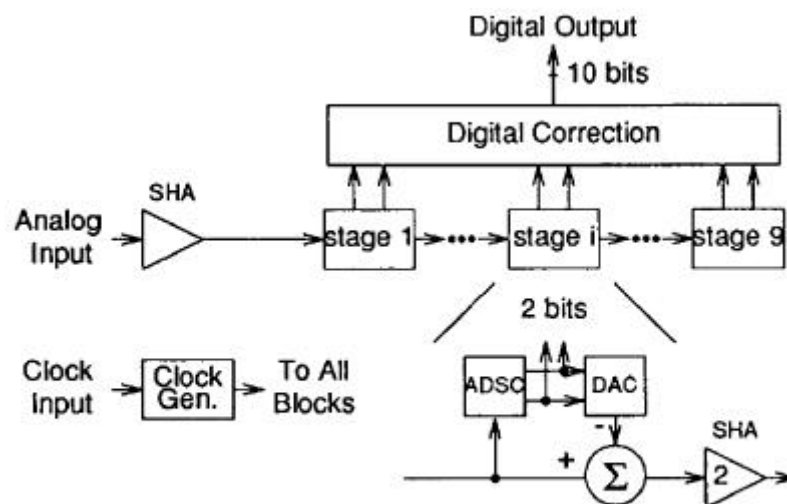 Digital Output
10 bits
Digital Correction
SHA
Analog
Input
stage 1
stage i
stage 9
2 bits
Clock
Input
Clock
Gen.
To All
Blocks
ADSC
DAC
-
+
Σ
SHA
2